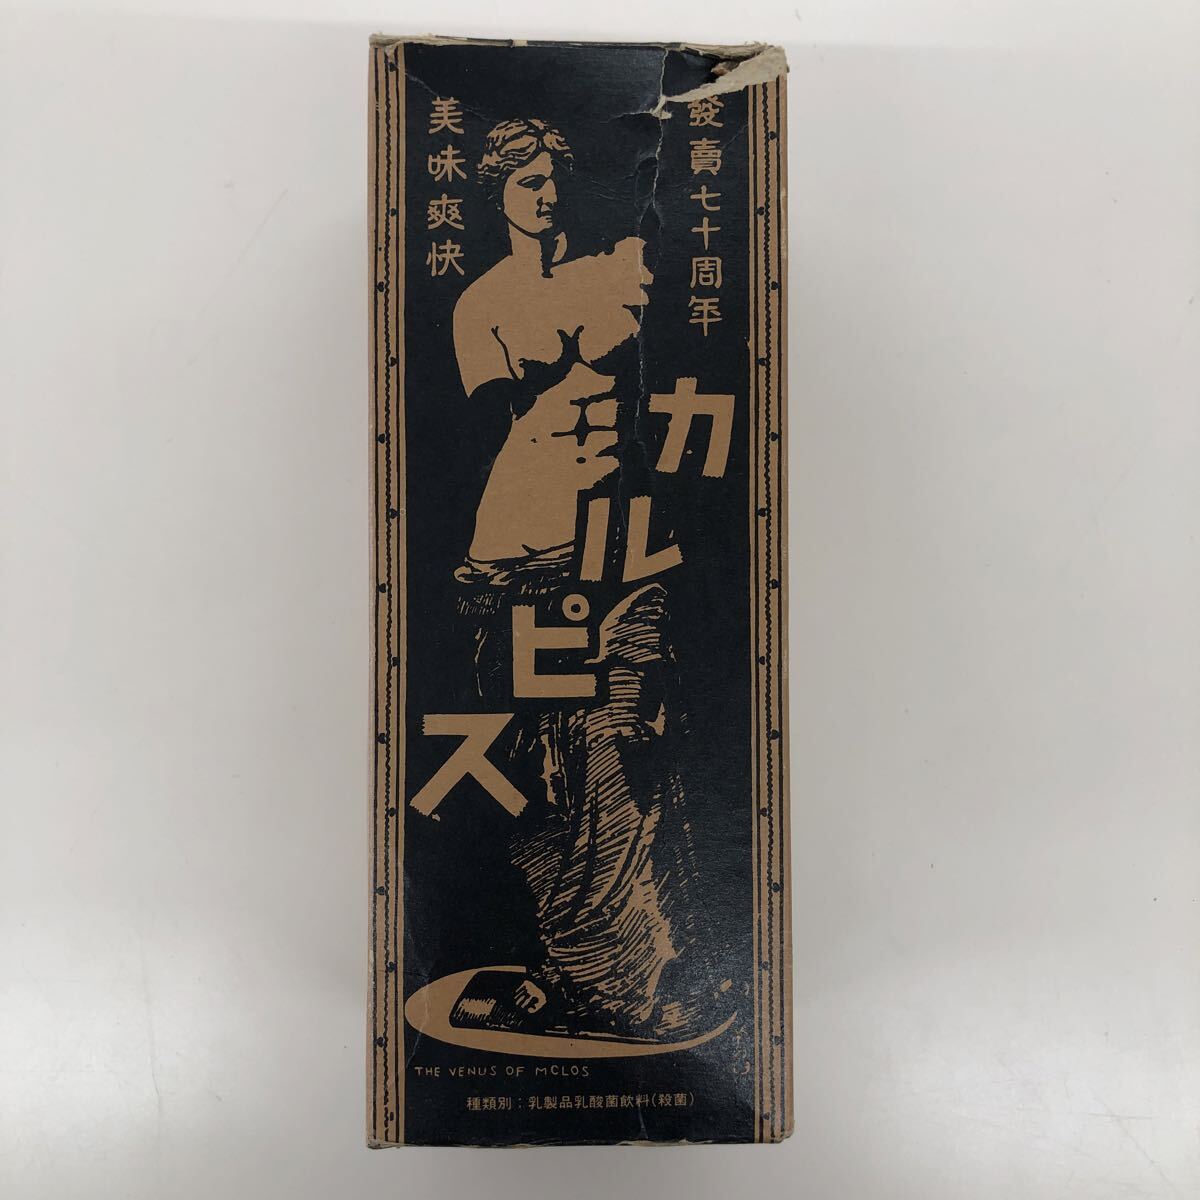 發賣七十周年
美味爽快
カルピス
THE VENUS OF MCLOS
種類別：乳製品乳酸菌飲料(殺菌)